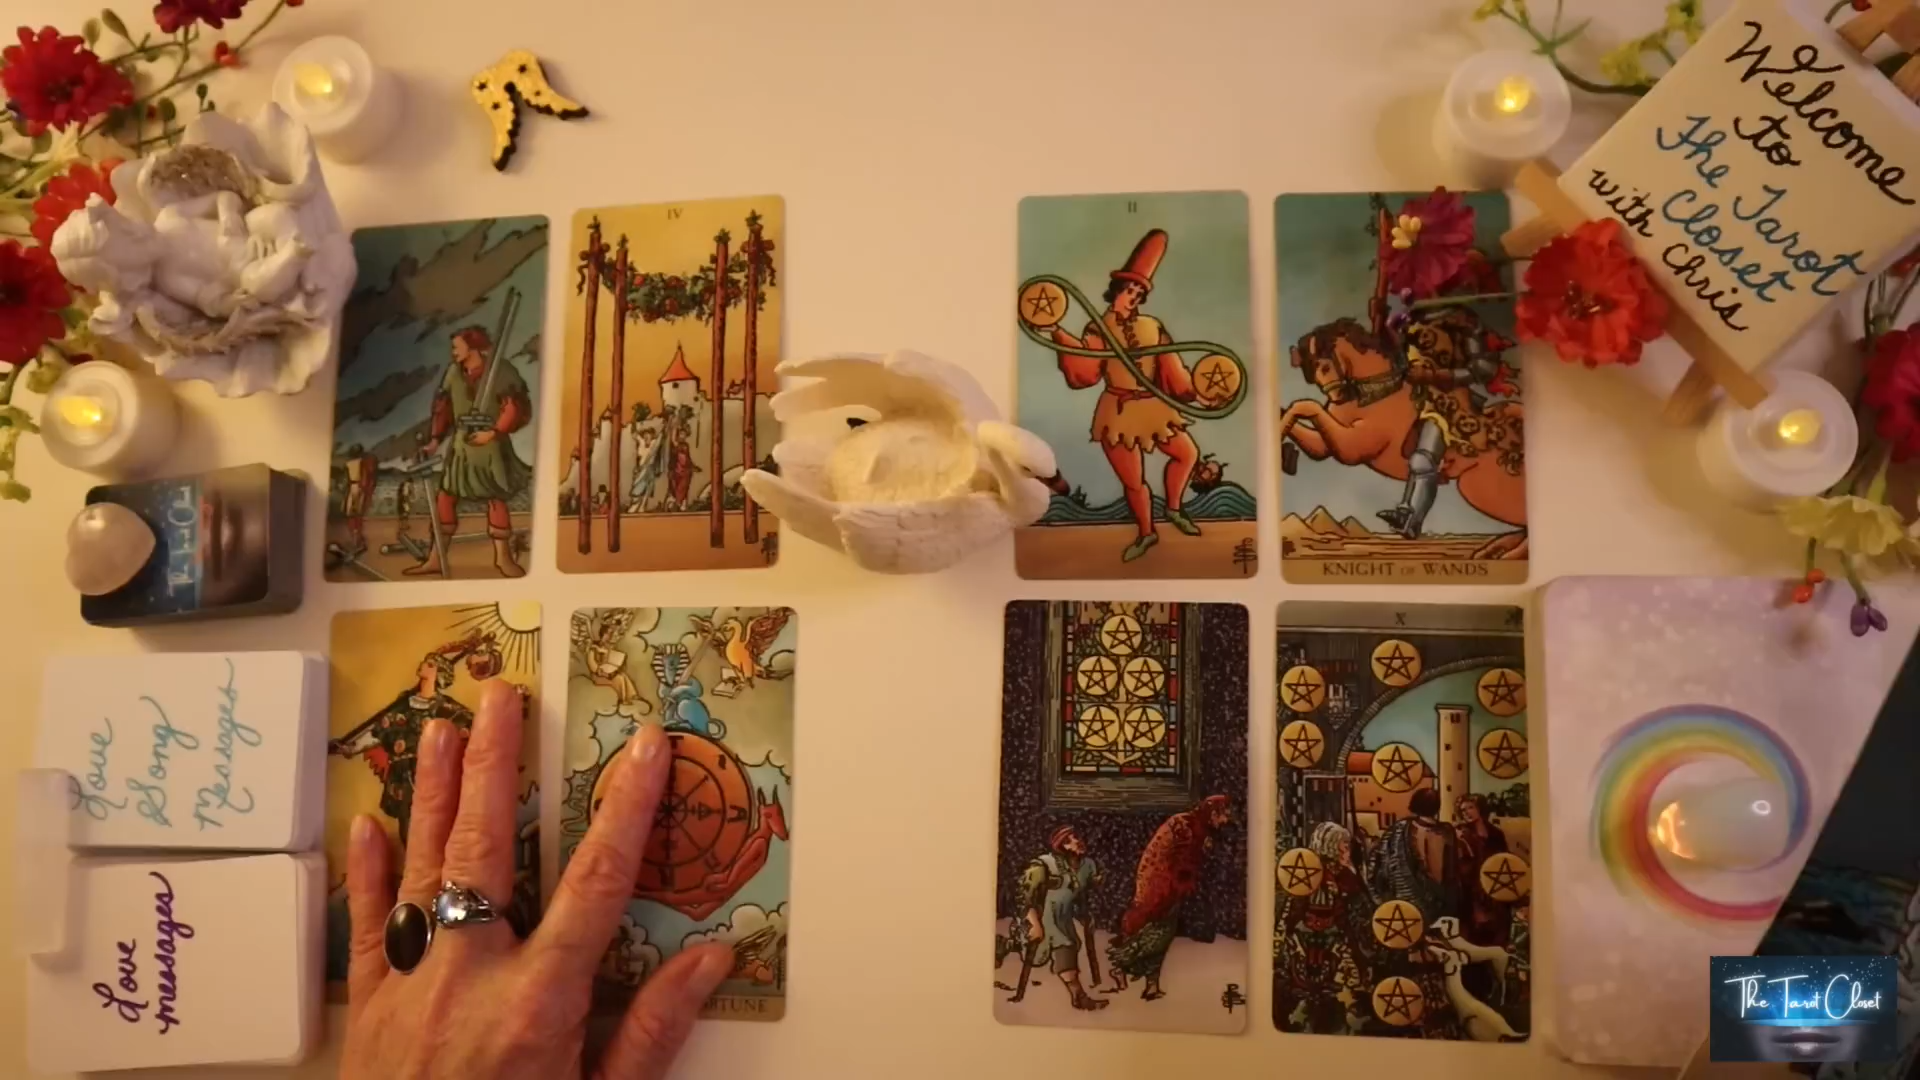 Welcome
to
The Tarot
Closet
with Chris
IV
II
KNIGHT OF WANDS
X
Love
Song
Messages
Love
messages
The Tarot Closet